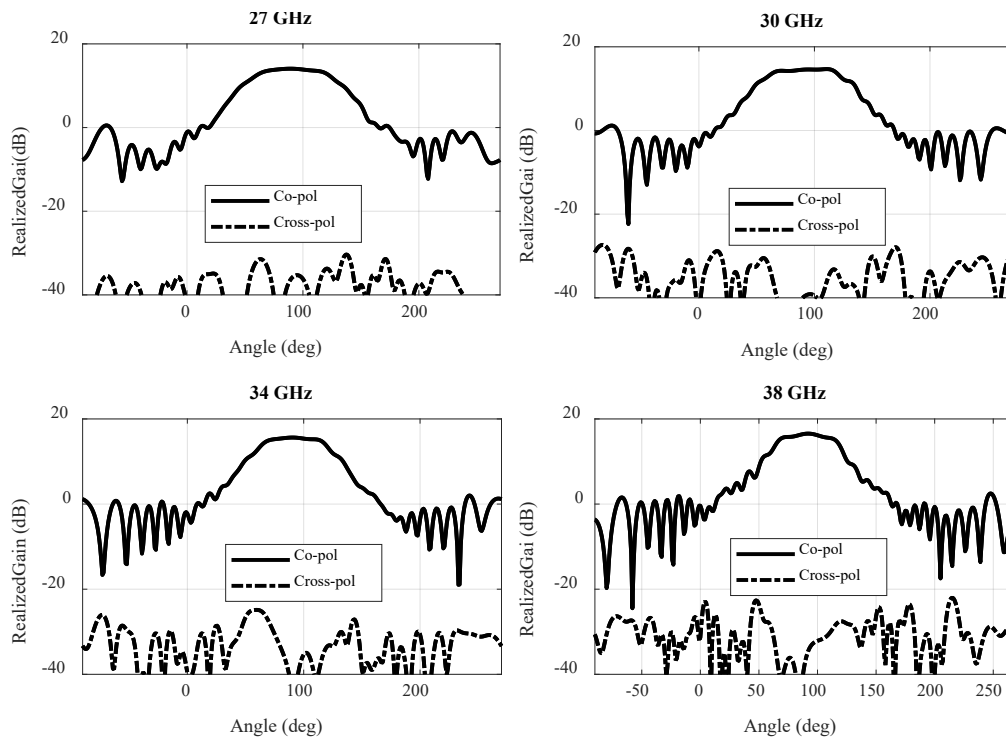 27 GHz
20
0
-20
-40
RealizedGai(dB)
Co-pol
Cross-pol
0
100
200
Angle (deg)
30 GHz
20
0
-20
-40
RealizedGai (dB)
Co-pol
Cross-pol
0
100
200
Angle (deg)
34 GHz
20
0
-20
-40
RealizedGain (dB)
Co-pol
Cross-pol
0
100
200
Angle (deg)
38 GHz
20
0
-20
-40
RealizedGai (dB)
Co-pol
Cross-pol
-50
0
50
100
150
200
250
Angle (deg)